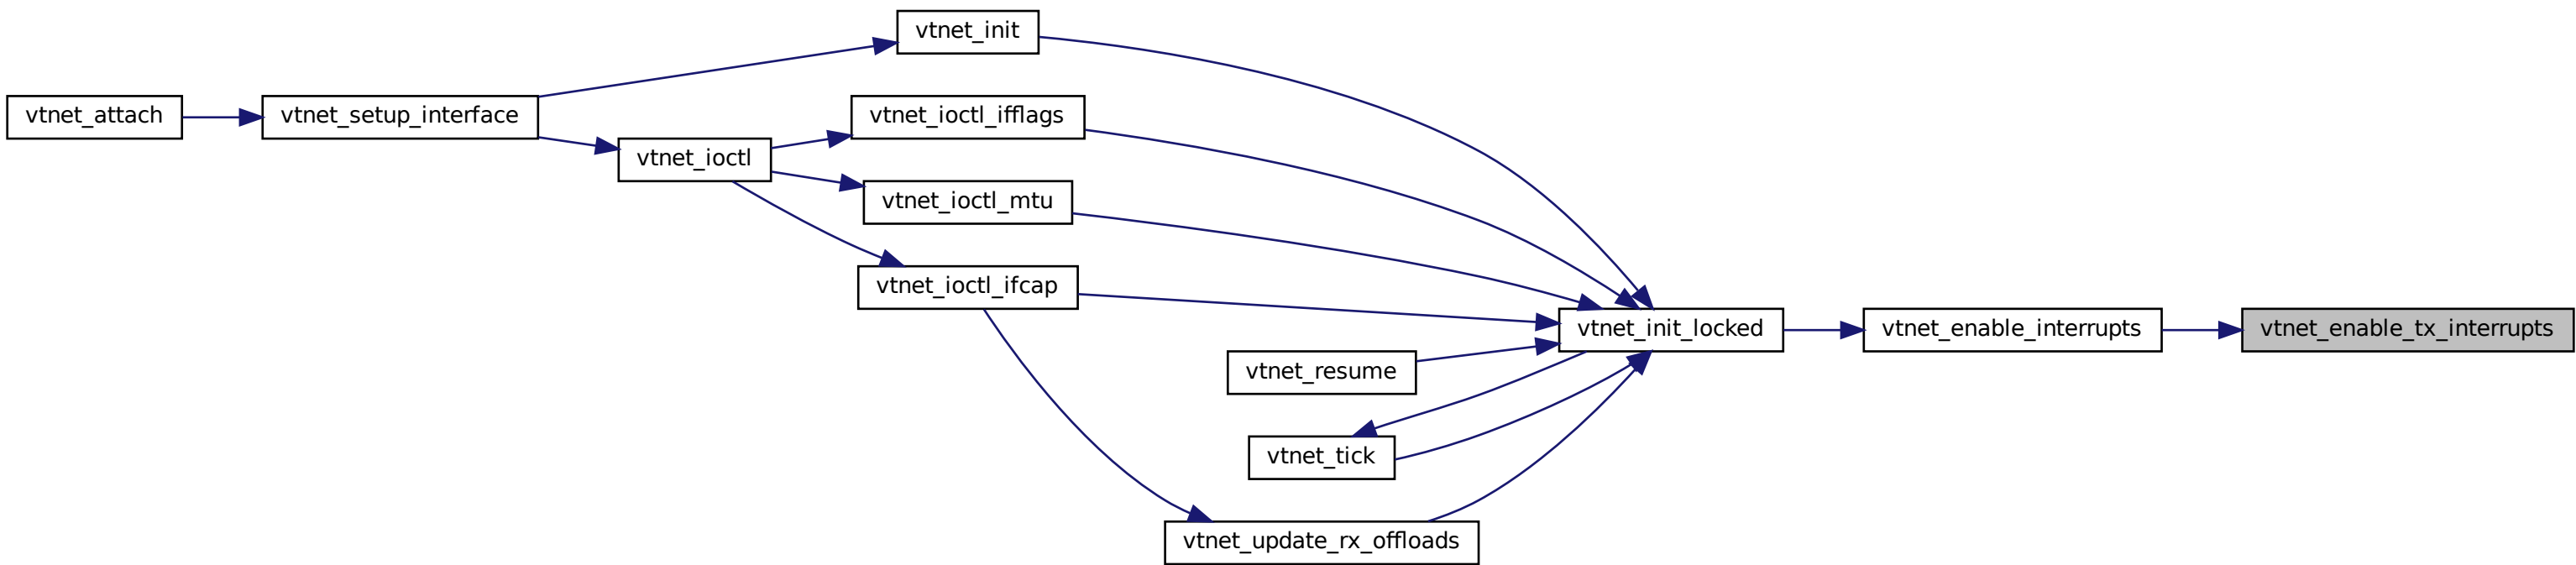 vtnet_init
vtnet_attach
vtnet_setup_interface
vtnet_ioctl_ifflags
vtnet_ioctl
vtnet_ioctl_mtu
vtnet_ioctl_ifcap
vtnet_init_locked
vtnet_enable_interrupts
vtnet_enable_tx_interrupts
vtnet_resume
vtnet_tick
vtnet_update_rx_offloads